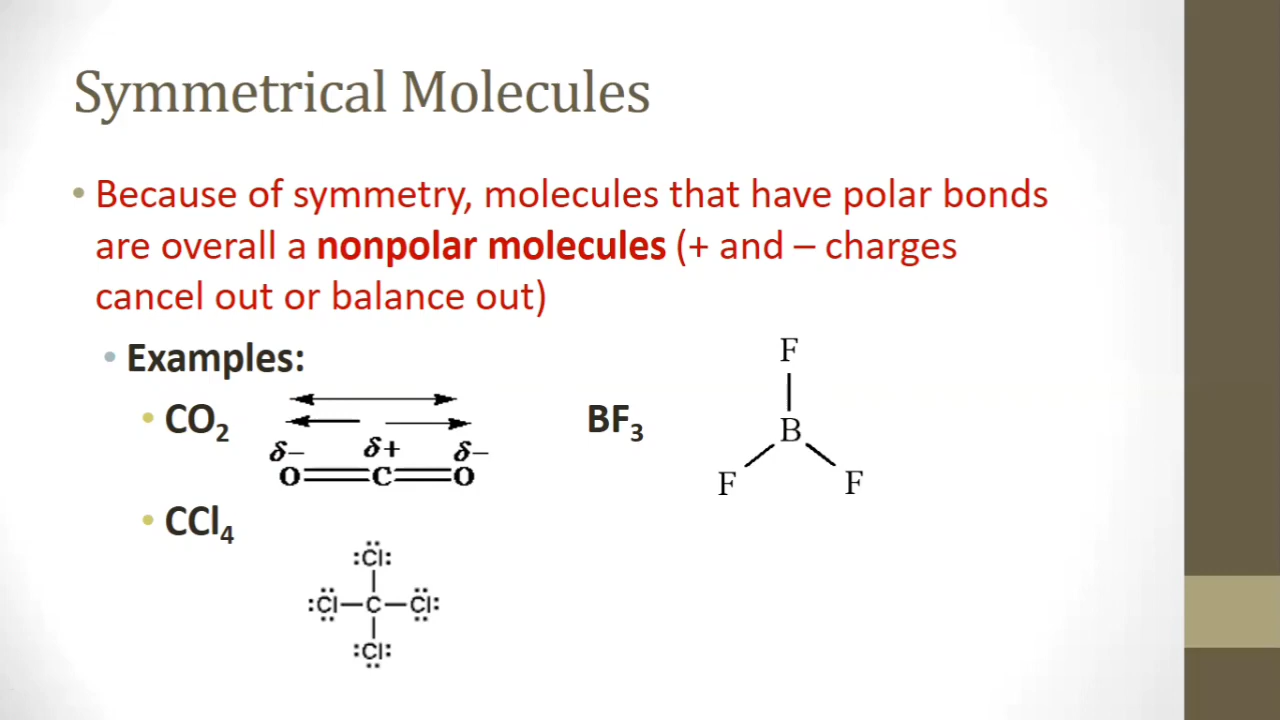 Symmetrical Molecules
• Because of symmetry, molecules that have polar bonds
are overall a nonpolar molecules (+ and – charges
cancel out or balance out)
• Examples:
• CO₂
δ– δ+ δ–
O C O
BF₃
F
B
F F
• CCl₄
:Cl:
:Cl—C—Cl:
:Cl: